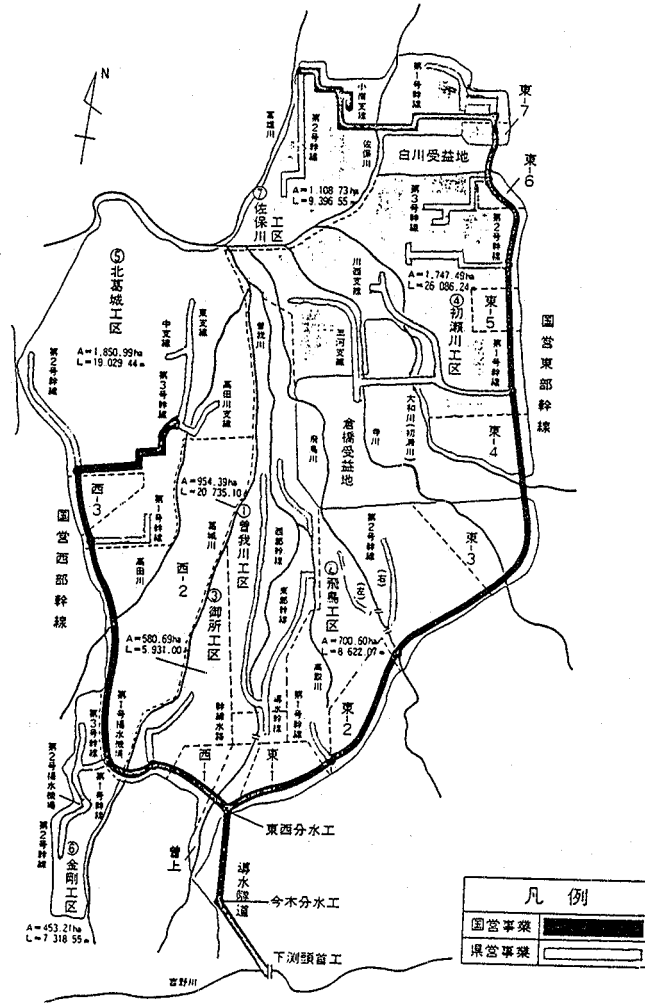 N
東-7
第1号幹線
小南支線
第2号幹線
富雄川
佐保川
白川受益地
東-6
A=1.108 73ha
L=9.396 55m
⑦佐保川工区
第3号幹線
第2号幹線
⑤北葛城工区
A=1.850.99ha
L=19 029 44m
東支線
中支線
第3号幹線
高田川支線
第2号幹線
曽我川
川西支線
三河支線
A=1.747.49ha
L=26 086.24m
④初瀬川工区
東-5
第1号幹線
国営東部幹線
飛鳥川
倉橋受益地
寺川
大和川(初瀬川)
東-4
A=954.39ha
L=20 735.10m
①曽我川工区
西-3
第1号幹線
国営西部幹線
高田川
西-2
葛城川
③御所工区
A=580.69ha
L=5.931.00m
西部幹線
東部幹線
飛鳥工区
第2号幹線
(右)
(左)
東-3
A=700.60ha
L=8 622.07m
高取川
第1号幹線
導水幹線
幹線水路
東-2
西-1
東-1
第1号揚水機場
第3号幹線
第2号揚水機場
第1号幹線
第2号幹線
⑥金剛工区
A=453.21ha
L=7 318 55m
東西分水工
曽上
導水隧道
今木分水工
下渕頭首工
吉野川
凡例
国営事業
県営事業